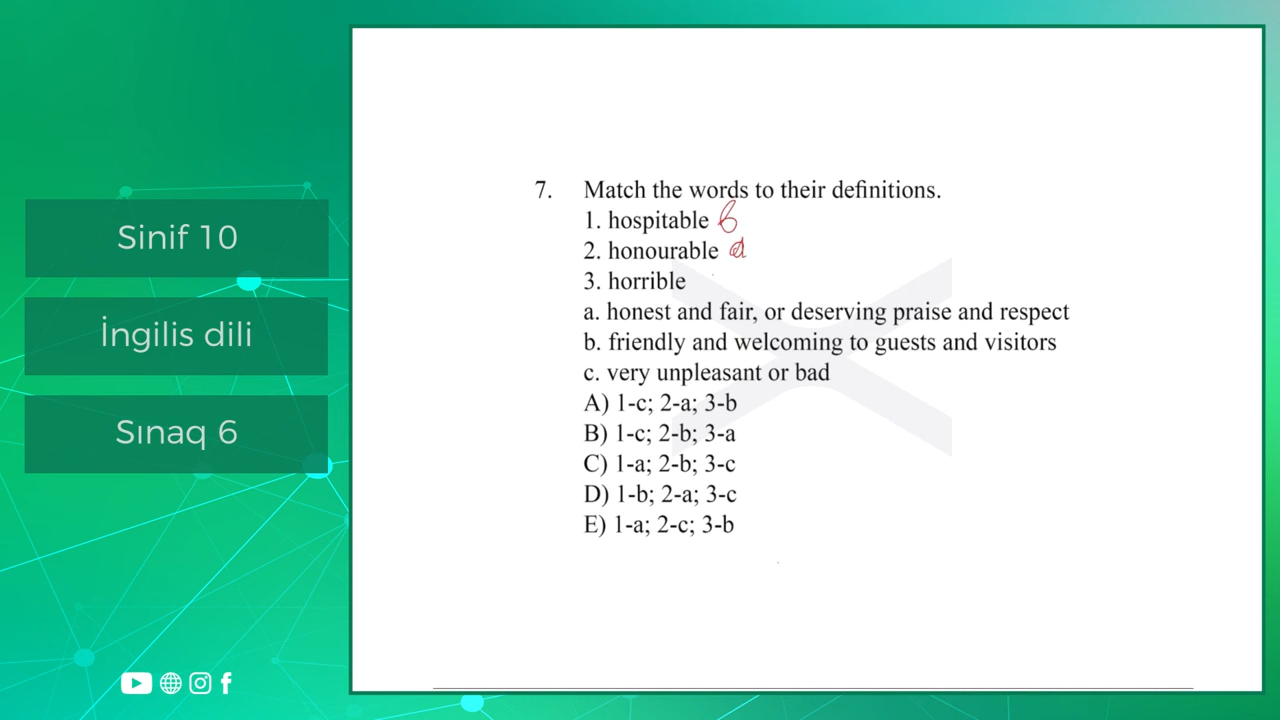 Sinif 10
İngilis dili
Sınaq 6
7. Match the words to their definitions.
1. hospitable b
2. honourable a
3. horrible
a. honest and fair, or deserving praise and respect
b. friendly and welcoming to guests and visitors
c. very unpleasant or bad
A) 1-c; 2-a; 3-b
B) 1-c; 2-b; 3-a
C) 1-a; 2-b; 3-c
D) 1-b; 2-a; 3-c
E) 1-a; 2-c; 3-b